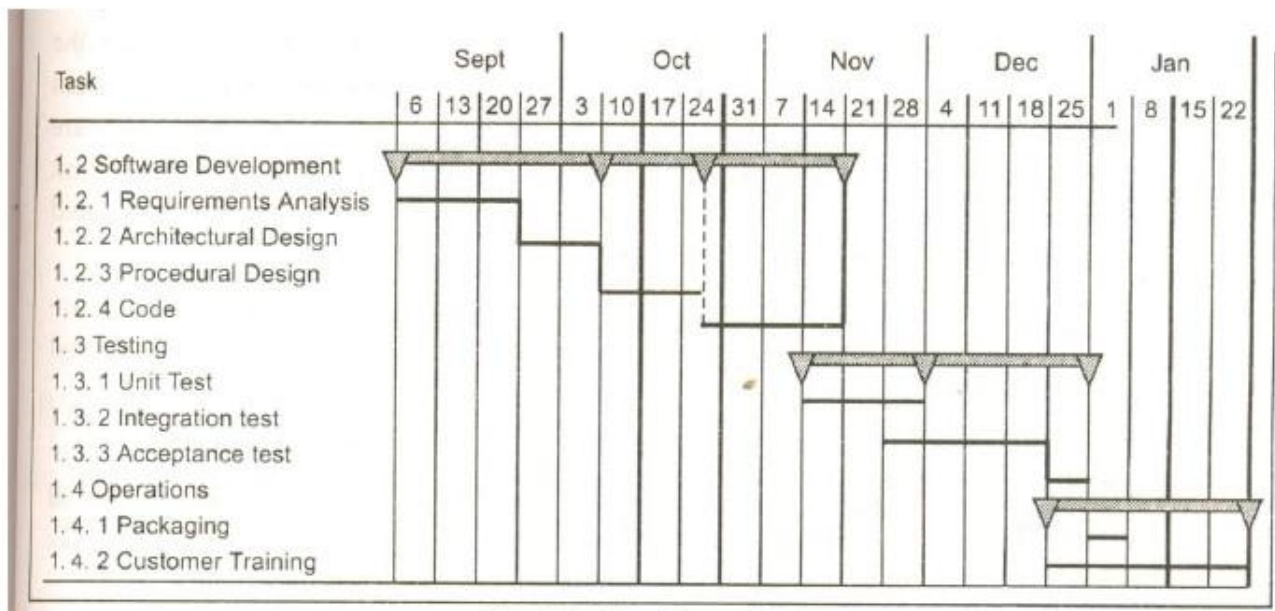 Sept Oct Nov Dec Jan
Task
6 13 20 27 3 10 17 24 31 7 14 21 28 4 11 18 25 1 8 15 22
1. 2 Software Development
1. 2. 1 Requirements Analysis
1. 2. 2 Architectural Design
1. 2. 3 Procedural Design
1. 2. 4 Code
1. 3 Testing
1. 3. 1 Unit Test
1. 3. 2 Integration test
1. 3. 3 Acceptance test
1. 4 Operations
1. 4. 1 Packaging
1. 4. 2 Customer Training